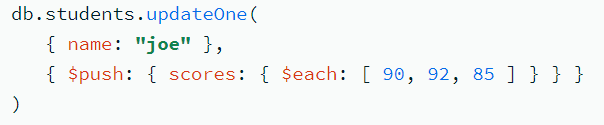 db.students.updateOne(
   { name: "joe" },
   { $push: { scores: { $each: [ 90, 92, 85 ] } } }
)